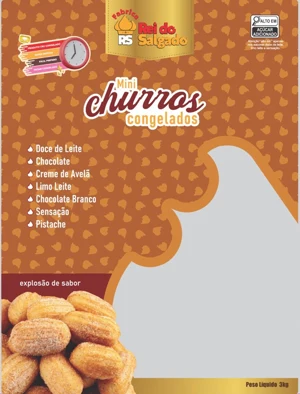 Fabrica
RS
Rei do
Salgado
ALTO EM
AÇÚCAR
ADICIONADO
Mini
churros
congelados
Doce de Leite
Chocolate
Creme de Avelã
Limo Leite
Chocolate Branco
Sensação
Pistache
explosão de sabor
Peso Líquido 3kg